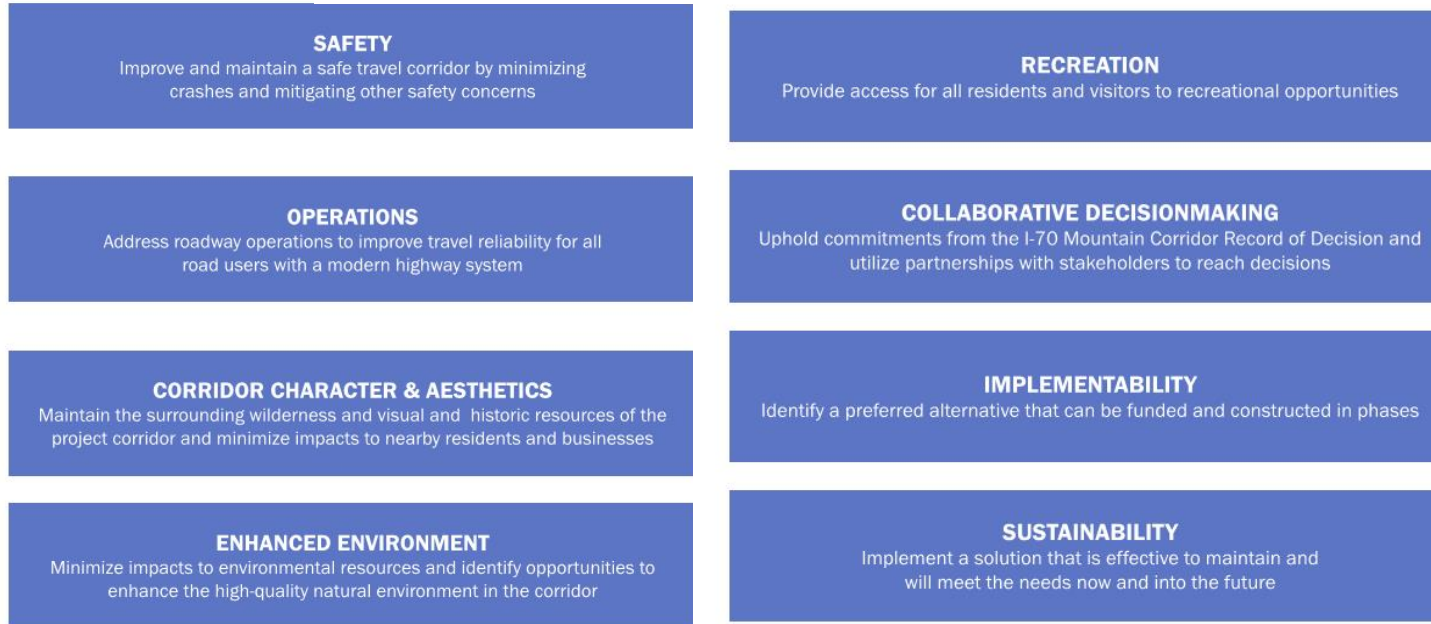 SAFETY
Improve and maintain a safe travel corridor by minimizing
crashes and mitigating other safety concerns
OPERATIONS
Address roadway operations to improve travel reliability for all
road users with a modern highway system
CORRIDOR CHARACTER & AESTHETICS
Maintain the surrounding wilderness and visual and historic resources of the
project corridor and minimize impacts to nearby residents and businesses
ENHANCED ENVIRONMENT
Minimize impacts to environmental resources and identify opportunities to
enhance the high-quality natural environment in the corridor
RECREATION
Provide access for all residents and visitors to recreational opportunities
COLLABORATIVE DECISIONMAKING
Uphold commitments from the I-70 Mountain Corridor Record of Decision and
utilize partnerships with stakeholders to reach decisions
IMPLEMENTABILITY
Identify a preferred alternative that can be funded and constructed in phases
SUSTAINABILITY
Implement a solution that is effective to maintain and
will meet the needs now and into the future